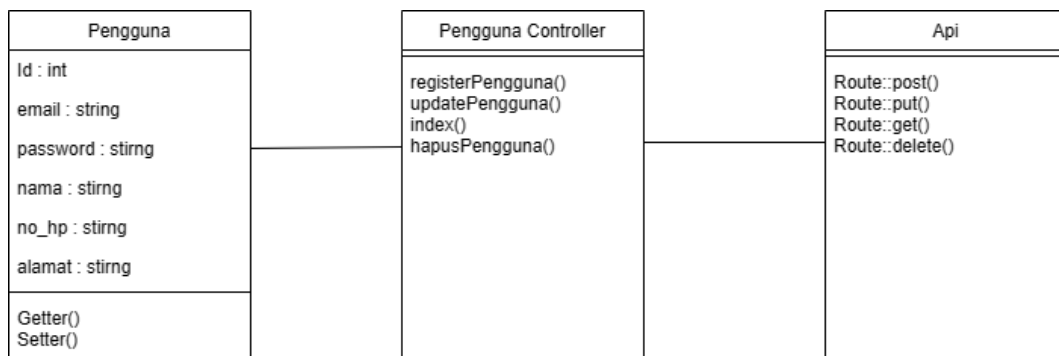 Pengguna
Id : int
email : string
password : stirng
nama : stirng
no_hp : stirng
alamat : stirng
Getter()
Setter()
Pengguna Controller
registerPengguna()
updatePengguna()
index()
hapusPengguna()
Api
Route::post()
Route::put()
Route::get()
Route::delete()